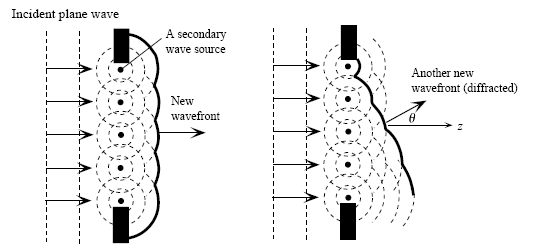 Incident plane wave
A secondary
wave source
New
wavefront
Another new
wavefront (diffracted)
θ
z